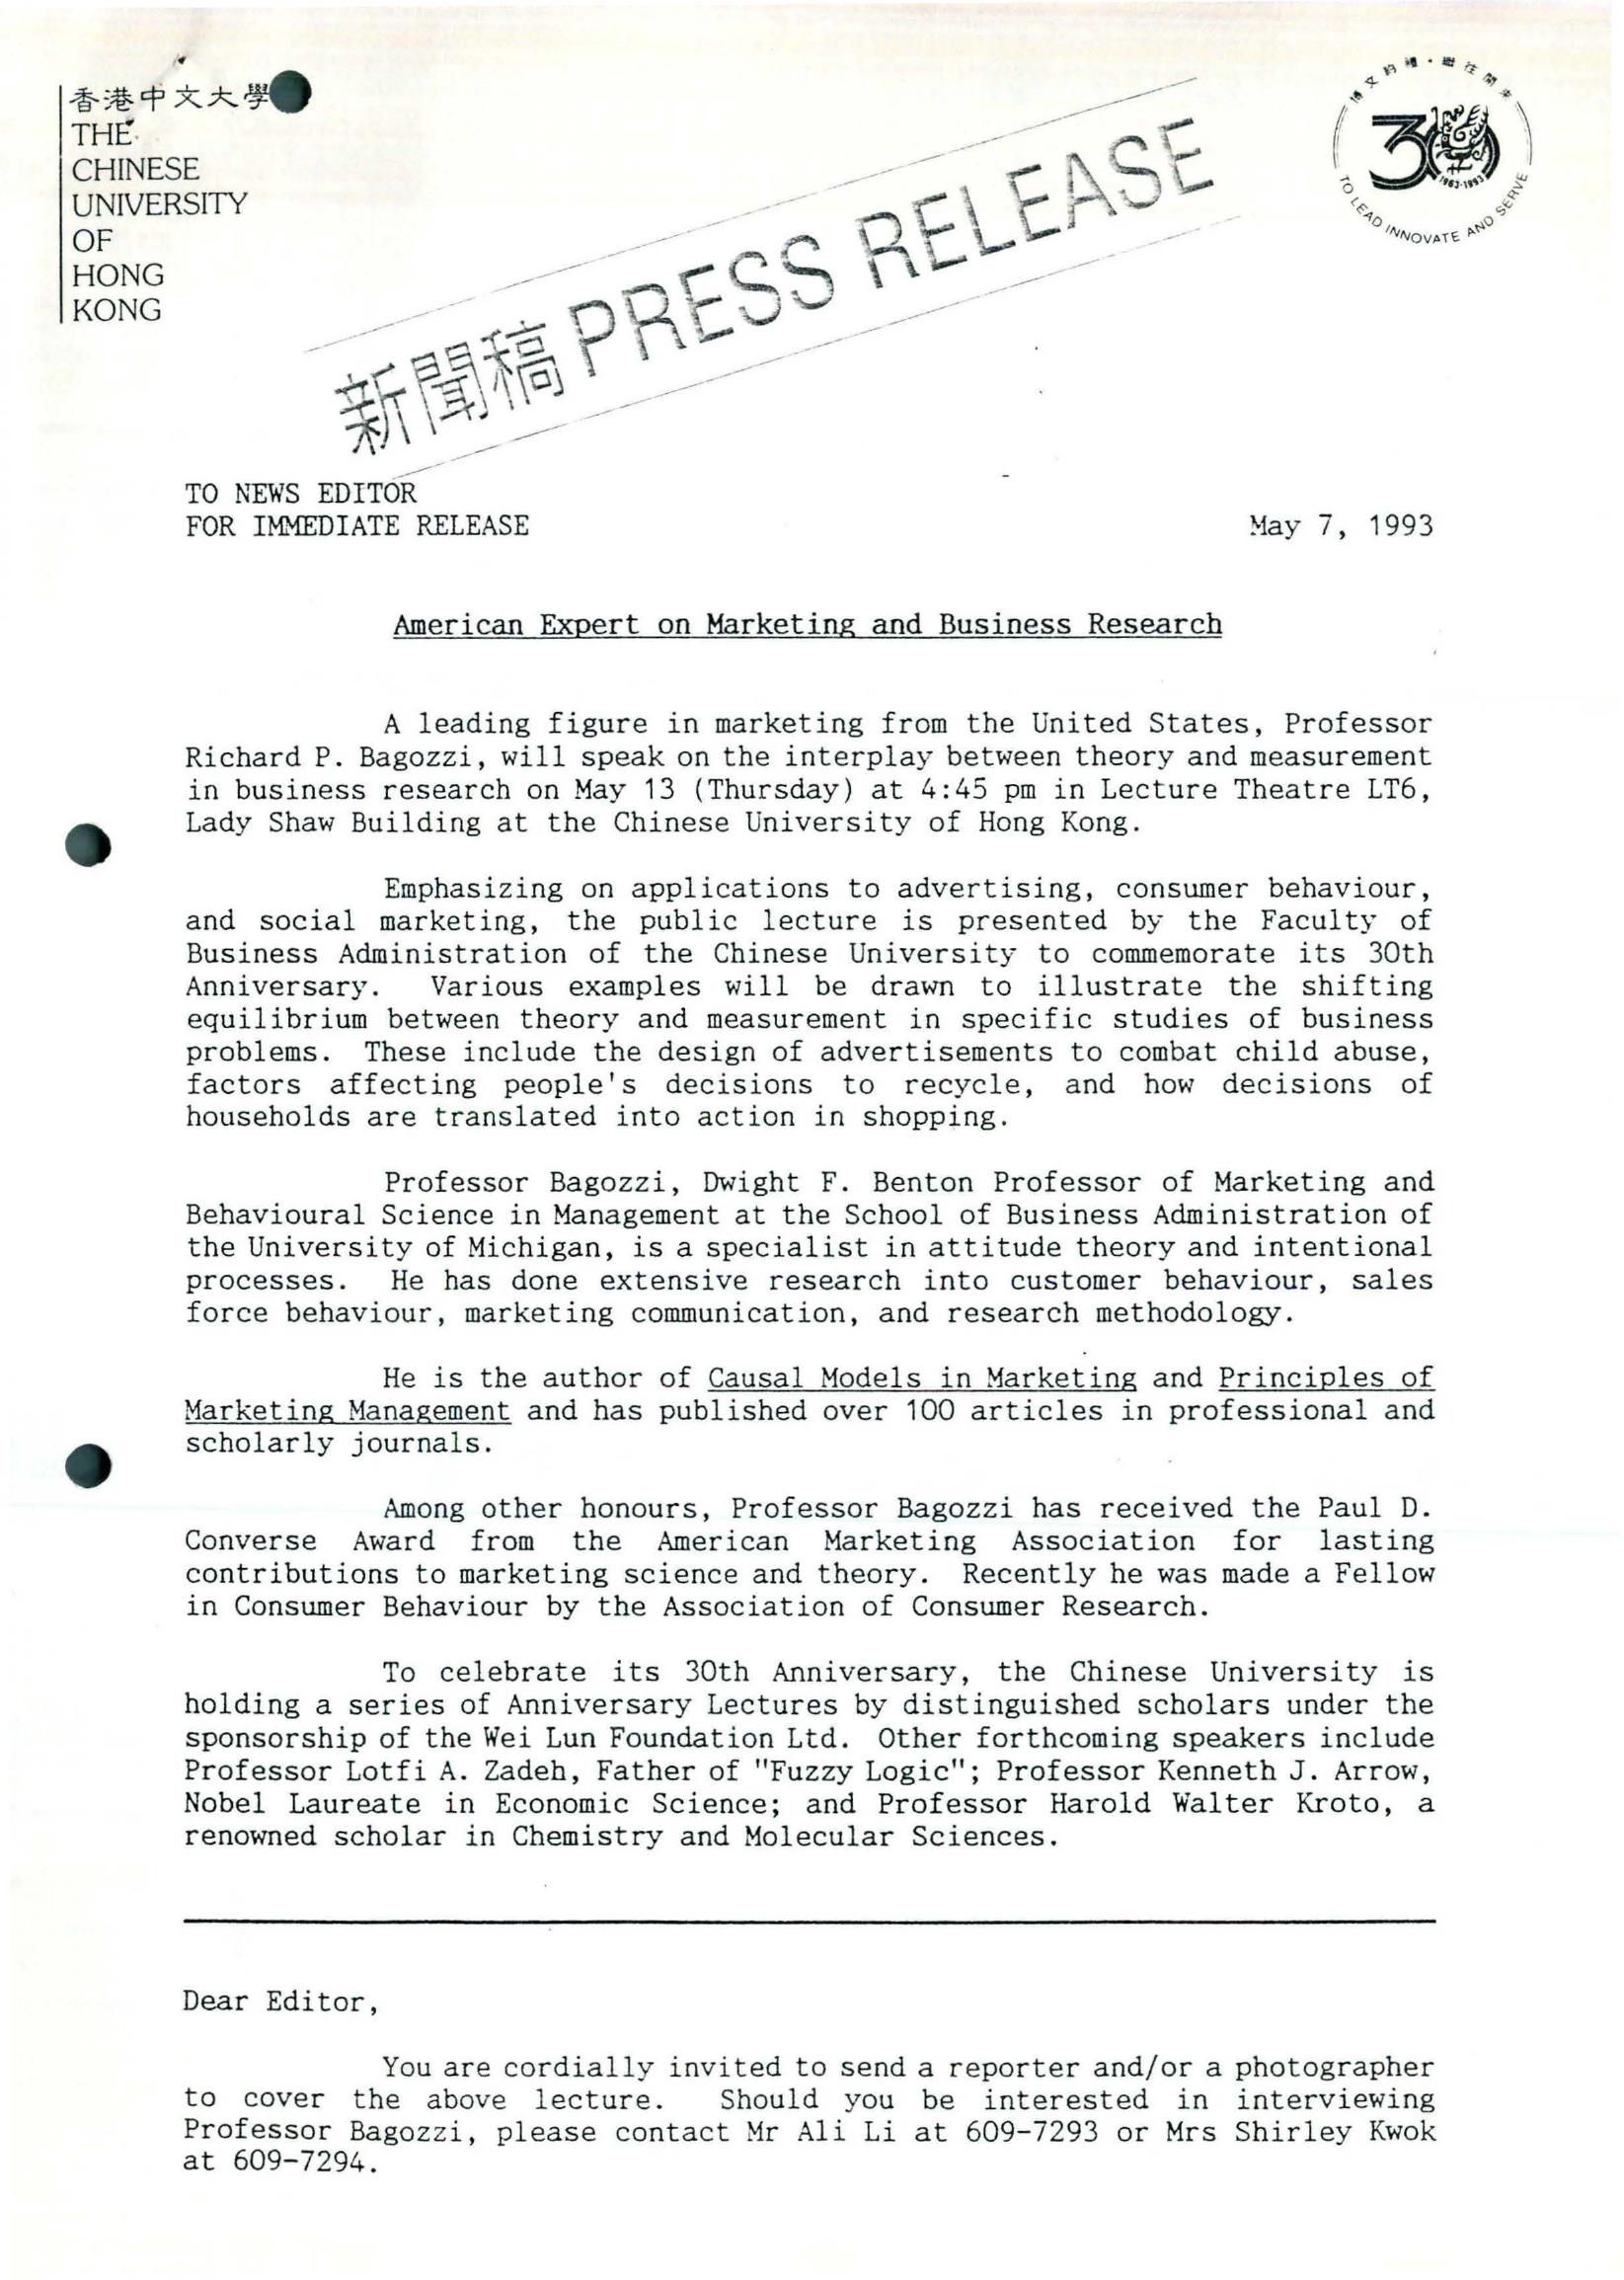 香港中文大學
THE
CHINESE
UNIVERSITY
OF
HONG
KONG
博文約禮·繼往開來
30
1963-1993
TO LEAD INNOVATE AND SERVE
新聞稿 PRESS RELEASE
TO NEWS EDITOR
FOR IMMEDIATE RELEASE
May 7, 1993
American Expert on Marketing and Business Research
A leading figure in marketing from the United States, Professor
Richard P. Bagozzi, will speak on the interplay between theory and measurement
in business research on May 13 (Thursday) at 4:45 pm in Lecture Theatre LT6,
Lady Shaw Building at the Chinese University of Hong Kong.
Emphasizing on applications to advertising, consumer behaviour,
and social marketing, the public lecture is presented by the Faculty of
Business Administration of the Chinese University to commemorate its 30th
Anniversary. Various examples will be drawn to illustrate the shifting
equilibrium between theory and measurement in specific studies of business
problems. These include the design of advertisements to combat child abuse,
factors affecting people's decisions to recycle, and how decisions of
households are translated into action in shopping.
Professor Bagozzi, Dwight F. Benton Professor of Marketing and
Behavioural Science in Management at the School of Business Administration of
the University of Michigan, is a specialist in attitude theory and intentional
processes. He has done extensive research into customer behaviour, sales
force behaviour, marketing communication, and research methodology.
He is the author of Causal Models in Marketing and Principles of
Marketing Management and has published over 100 articles in professional and
scholarly journals.
Among other honours, Professor Bagozzi has received the Paul D.
Converse Award from the American Marketing Association for lasting
contributions to marketing science and theory. Recently he was made a Fellow
in Consumer Behaviour by the Association of Consumer Research.
To celebrate its 30th Anniversary, the Chinese University is
holding a series of Anniversary Lectures by distinguished scholars under the
sponsorship of the Wei Lun Foundation Ltd. Other forthcoming speakers include
Professor Lotfi A. Zadeh, Father of "Fuzzy Logic"; Professor Kenneth J. Arrow,
Nobel Laureate in Economic Science; and Professor Harold Walter Kroto, a
renowned scholar in Chemistry and Molecular Sciences.
Dear Editor,
You are cordially invited to send a reporter and/or a photographer
to cover the above lecture. Should you be interested in interviewing
Professor Bagozzi, please contact Mr Ali Li at 609-7293 or Mrs Shirley Kwok
at 609-7294.